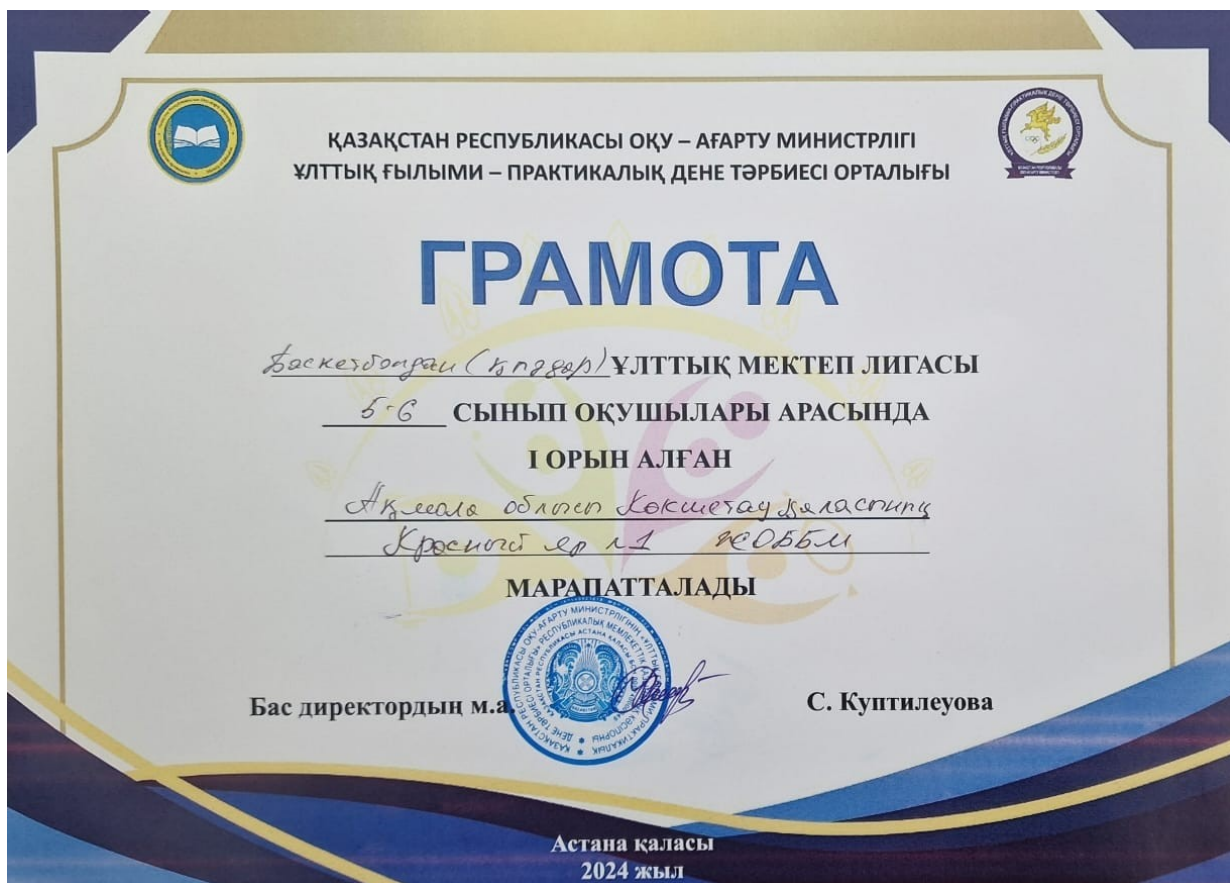 ҚАЗАҚСТАН РЕСПУБЛИКАСЫ ОҚУ – АҒАРТУ МИНИСТРЛІГІ
ҰЛТТЫҚ ҒЫЛЫМИ – ПРАКТИКАЛЫҚ ДЕНЕ ТӘРБИЕСІ ОРТАЛЫҒЫ
ГРАМОТА
Баскетболдан (қыздар) ҰЛТТЫҚ МЕКТЕП ЛИГАСЫ
5-6 СЫНЫП ОҚУШЫЛАРЫ АРАСЫНДА
І ОРЫН АЛҒАН
Ақмола облысы Көкшетау қаласының
Красный яр №1 ЖОББМ
МАРАПАТТАЛАДЫ
Бас директордың м.а.
С. Куптилеуова
Астана қаласы
2024 жыл